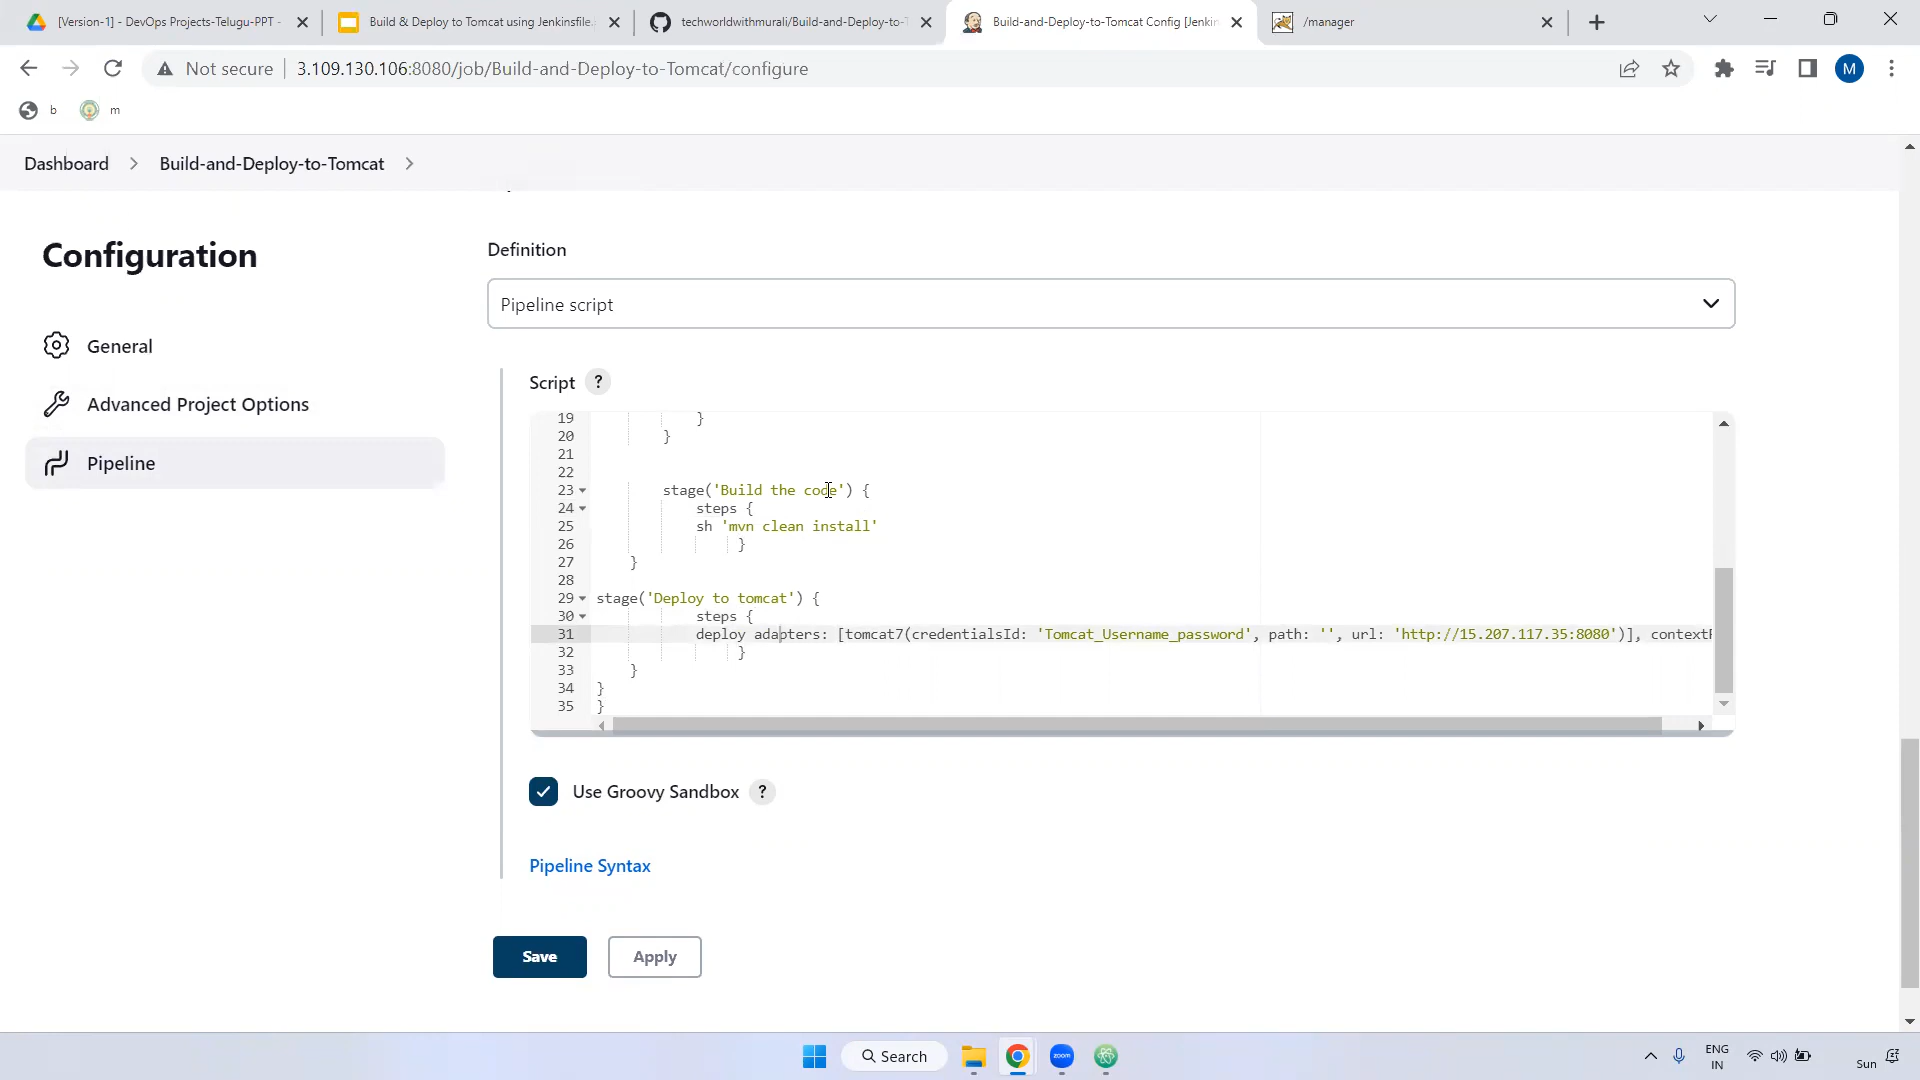 [Version-1] - DevOps Projects-Telugu-PPT -
Build & Deploy to Tomcat using Jenkinsfile.
techworldwithmurali/Build-and-Deploy-to-T
Build-and-Deploy-to-Tomcat Config [Jenkin
/manager
Not secure
3.109.130.106:8080/job/Build-and-Deploy-to-Tomcat/configure
M
b
m
Dashboard
Build-and-Deploy-to-Tomcat
Configuration
General
Advanced Project Options
Pipeline
Definition
Pipeline script
Script ?
19 }
20 }
21
22
23 stage('Build the code') {
24 steps {
25 sh 'mvn clean install'
26 }
27 }
28
29 stage('Deploy to tomcat') {
30 steps {
31 deploy adapters: [tomcat7(credentialsId: 'Tomcat_Username_password', path: '', url: 'http://15.207.117.35:8080')], context
32 }
33 }
34 }
35 }
Use Groovy Sandbox ?
Pipeline Syntax
Save
Apply
Search
zoom
ENG
IN
Sun